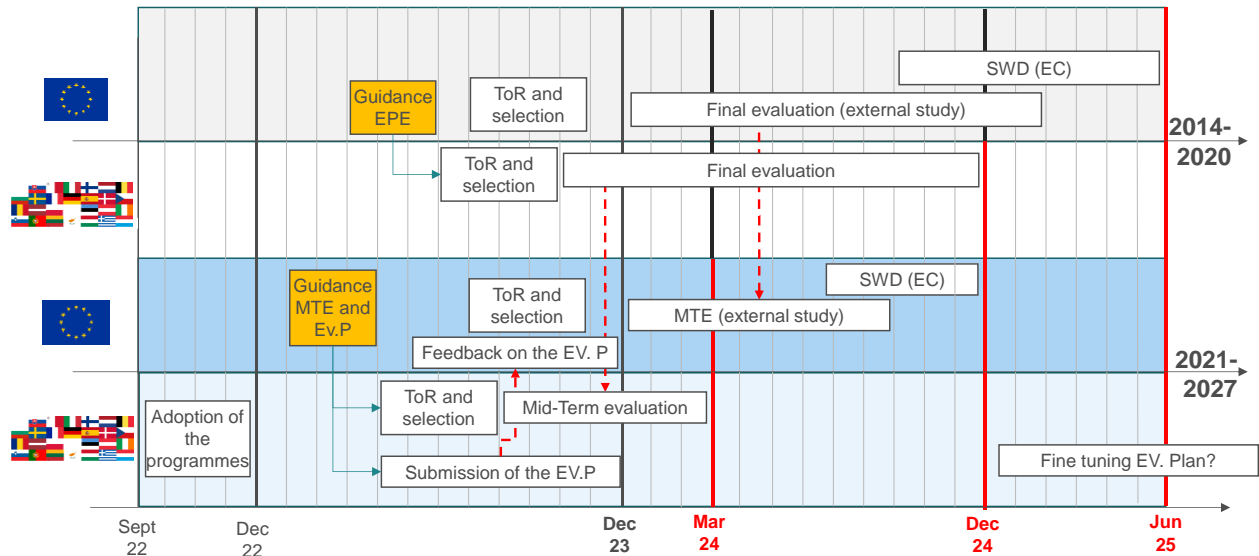 SWD (EC)
Guidance
EPE
ToR and
selection
Final evaluation (external study)
2014-
2020
ToR and
selection
Final evaluation
Guidance
MTE and
Ev.P
ToR and
selection
SWD (EC)
MTE (external study)
Feedback on the EV. P
2021-
2027
Adoption of
the
programmes
ToR and
selection
Mid-Term evaluation
Submission of the EV.P
Fine tuning EV. Plan?
Sept
22
Dec
22
Dec
23
Mar
24
Dec
24
Jun
25